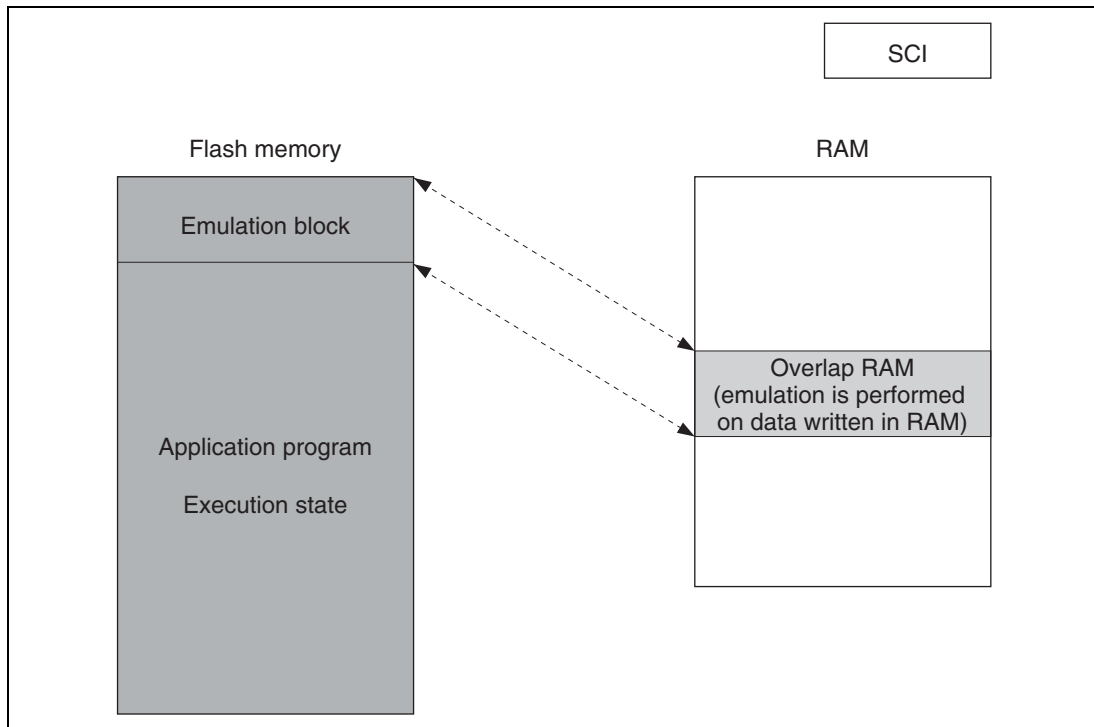 SCI
Flash memory
RAM
Emulation block
Overlap RAM
(emulation is performed
on data written in RAM)
Application program
Execution state